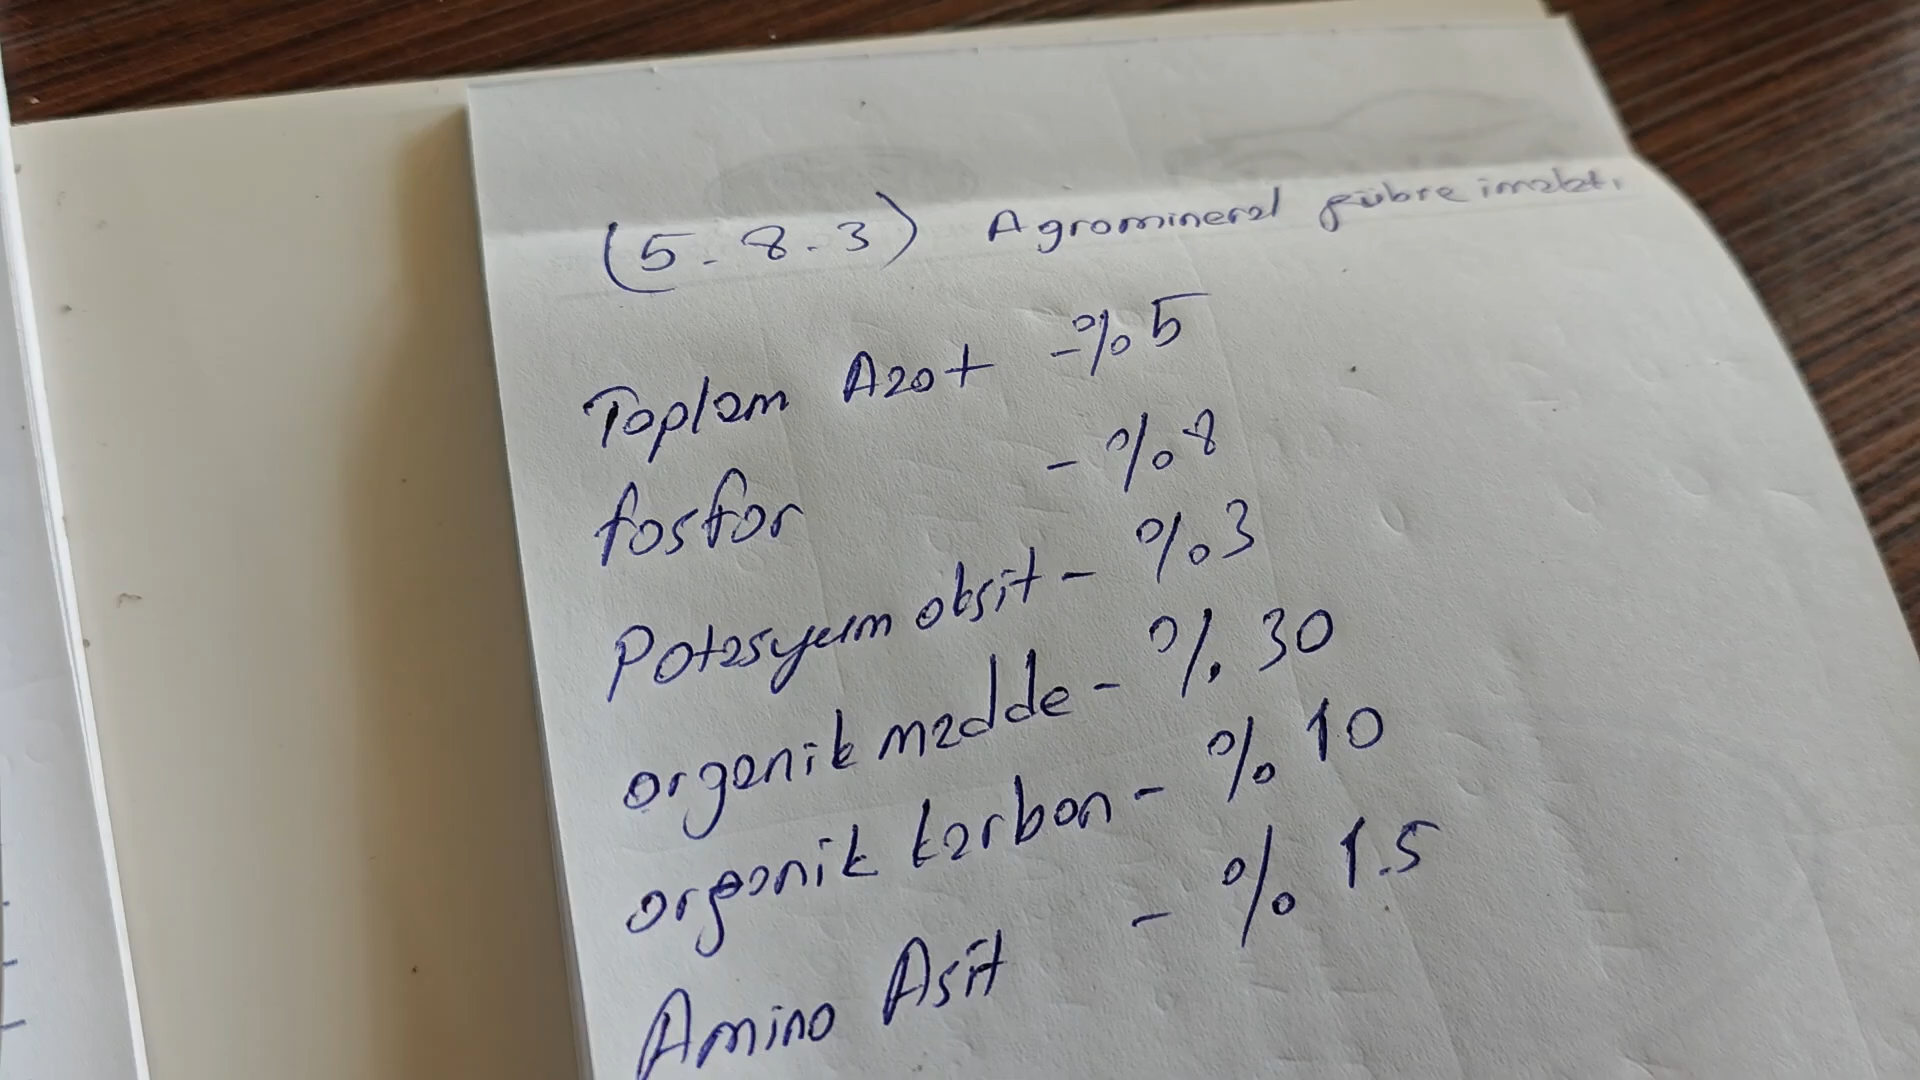 (5-8-3) Agromineral gübre imalatı
Toplam Azot -%5
fosfor - %8
Potasyum oksit - %3
organik madde - %30
organik karbon - %10
Amino Asit - %1.5